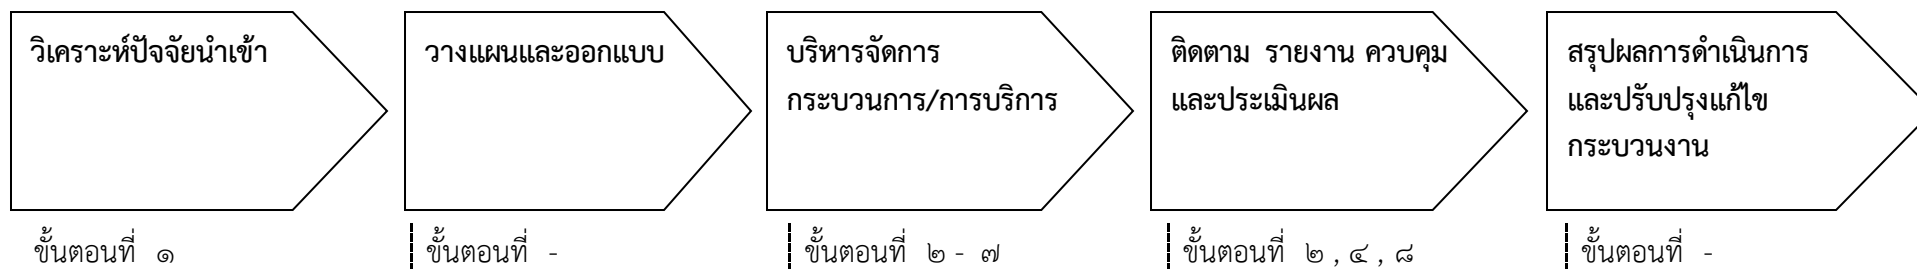 วิเคราะห์ปัจจัยนำเข้า
วางแผนและออกแบบ
บริหารจัดการ
กระบวนการ/การบริการ
ติดตาม รายงาน ควบคุม
และประเมินผล
สรุปผลการดำเนินการ
และปรับปรุงแก้ไข
กระบวนงาน
ขั้นตอนที่ ๑
ขั้นตอนที่ -
ขั้นตอนที่ ๒ - ๗
ขั้นตอนที่ ๒ , ๔ , ๘
ขั้นตอนที่ -